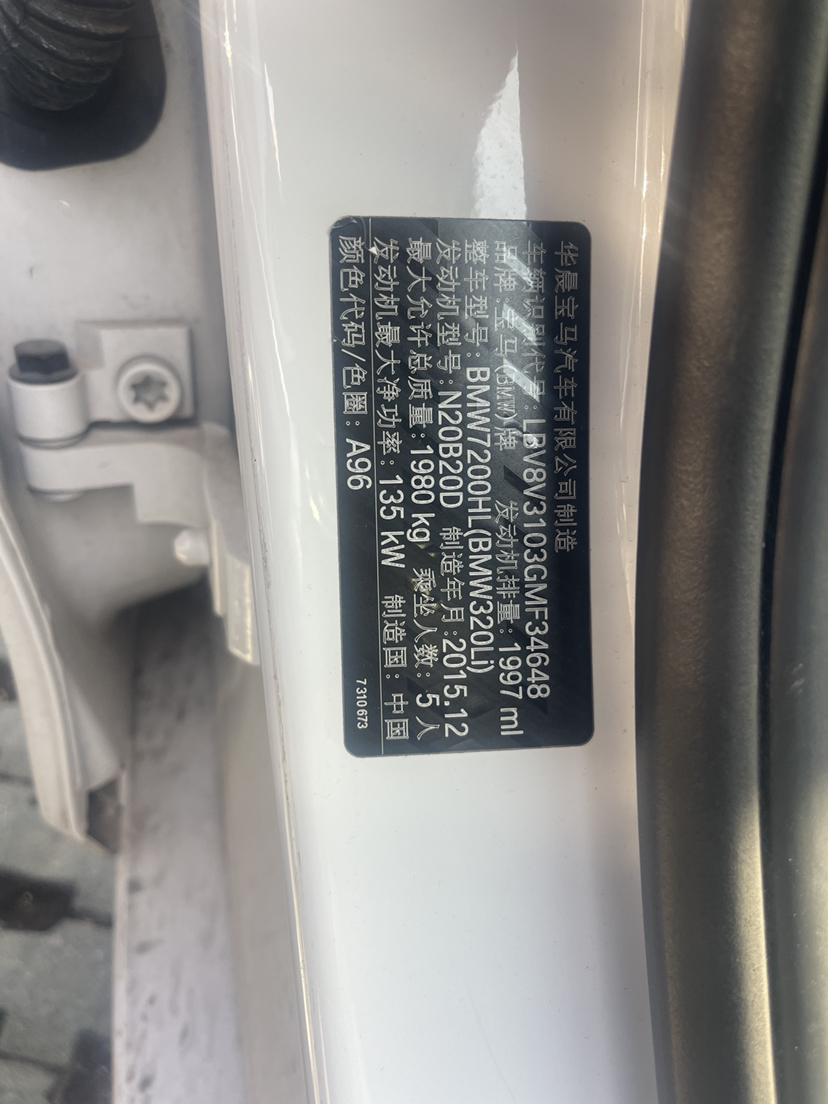 华晨宝马汽车有限公司制造
车辆识别代号:LBV8V3103GMF34648
品牌:宝马(BMW)牌 发动机排量:1997 ml
整车型号:BMW7200HL(BMW320Li)
发动机型号:N20B20D 制造年月:2015.12
最大允许总质量:1980 kg 乘坐人数:5人
发动机最大净功率:135 kW 制造国:中国
颜色代码/色圈:A96
7310673